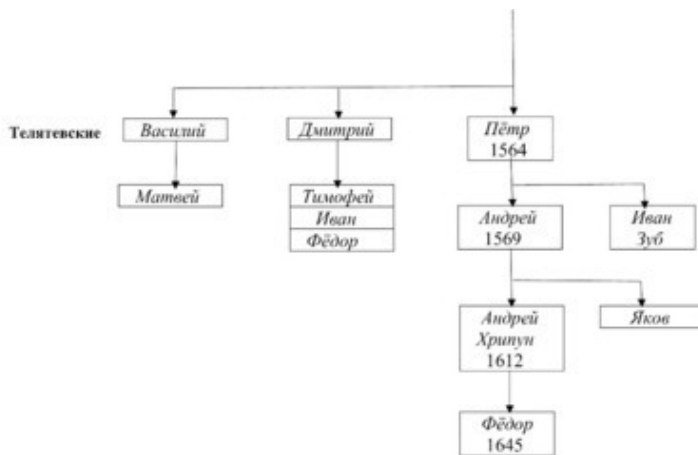 Телятевские
Василий
Дмитрий
Пётр
1564
Матвей
Тимофей
Иван
Фёдор
Андрей
1569
Иван
Зуб
Андрей
Хрипун
1612
Яков
Фёдор
1645